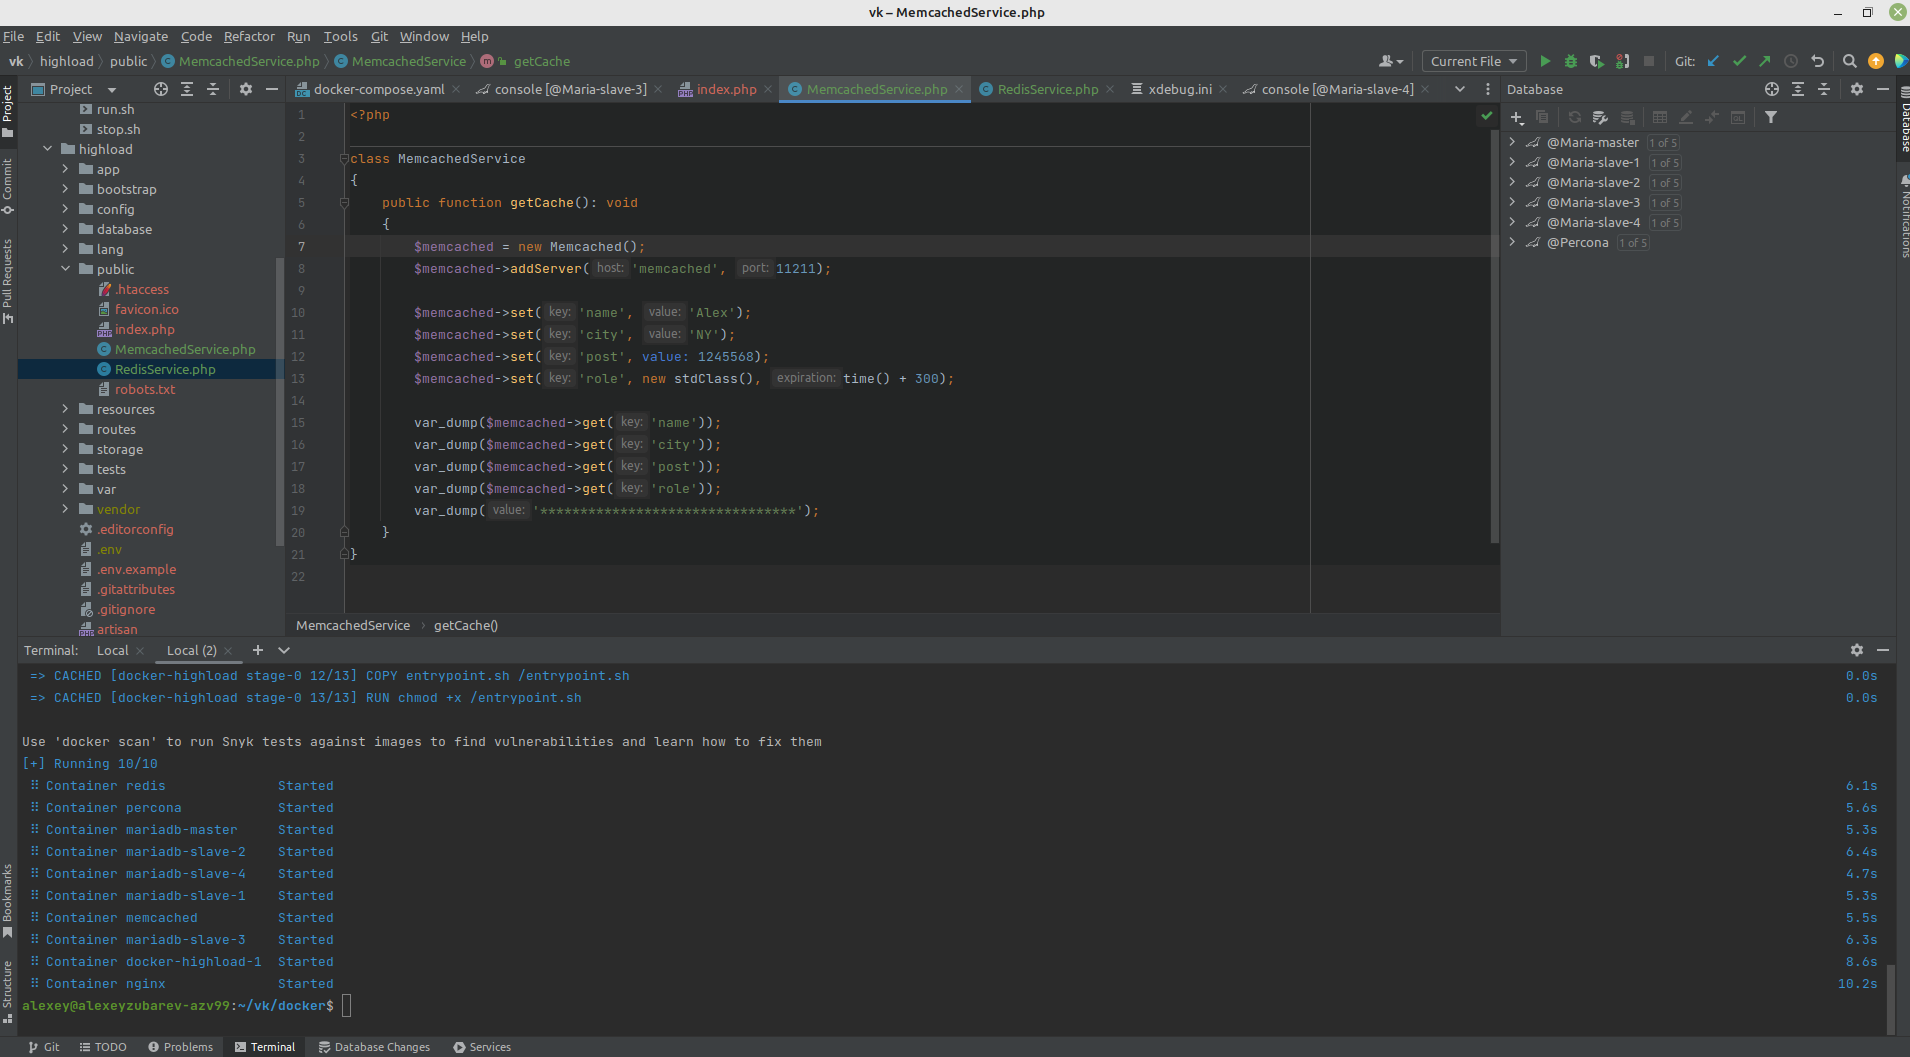 vk – MemcachedService.php
File Edit View Navigate Code Refactor Run Tools Git Window Help
vk highload public MemcachedService.php MemcachedService m getCache
Current File Git:
Project
docker-compose.yaml console [@Maria-slave-3] index.php MemcachedService.php RedisService.php xdebug.ini console [@Maria-slave-4]
Database
Project
Commit
Pull Requests
Bookmarks
Structure
run.sh
stop.sh
highload
app
bootstrap
config
database
lang
public
.htaccess
favicon.ico
index.php
MemcachedService.php
RedisService.php
robots.txt
resources
routes
storage
tests
var
vendor
.editorconfig
.env
.env.example
.gitattributes
.gitignore
artisan
1 <?php
2
3 class MemcachedService
4 {
5 public function getCache(): void
6 {
7 $memcached = new Memcached();
8 $memcached->addServer( host: 'memcached', port: 11211);
9
10 $memcached->set( key: 'name', value: 'Alex');
11 $memcached->set( key: 'city', value: 'NY');
12 $memcached->set( key: 'post', value: 1245568);
13 $memcached->set( key: 'role', new stdClass(), expiration: time() + 300);
14
15 var_dump($memcached->get( key: 'name'));
16 var_dump($memcached->get( key: 'city'));
17 var_dump($memcached->get( key: 'post'));
18 var_dump($memcached->get( key: 'role'));
19 var_dump( value: '********************************');
20 }
21 }
22
MemcachedService getCache()
@Maria-master 1 of 5
@Maria-slave-1 1 of 5
@Maria-slave-2 1 of 5
@Maria-slave-3 1 of 5
@Maria-slave-4 1 of 5
@Percona 1 of 5
Database
Notifications
Terminal: Local Local (2)
=> CACHED [docker-highload stage-0 12/13] COPY entrypoint.sh /entrypoint.sh 0.0s
=> CACHED [docker-highload stage-0 13/13] RUN chmod +x /entrypoint.sh 0.0s
Use 'docker scan' to run Snyk tests against images to find vulnerabilities and learn how to fix them
[+] Running 10/10
⠿ Container redis Started 6.1s
⠿ Container percona Started 5.6s
⠿ Container mariadb-master Started 5.3s
⠿ Container mariadb-slave-2 Started 6.4s
⠿ Container mariadb-slave-4 Started 4.7s
⠿ Container mariadb-slave-1 Started 5.3s
⠿ Container memcached Started 5.5s
⠿ Container mariadb-slave-3 Started 6.3s
⠿ Container docker-highload-1 Started 8.6s
⠿ Container nginx Started 10.2s
alexey@alexeyzubarev-azv99:~/vk/docker$
Git TODO Problems Terminal Database Changes Services